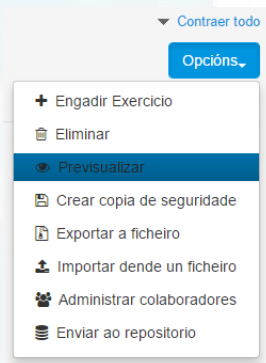 Contraer todo
Opcións
Engadir Exercicio
Eliminar
Previsualizar
Crear copia de seguridade
Exportar a ficheiro
Importar dende un ficheiro
Administrar colaboradores
Enviar ao repositorio